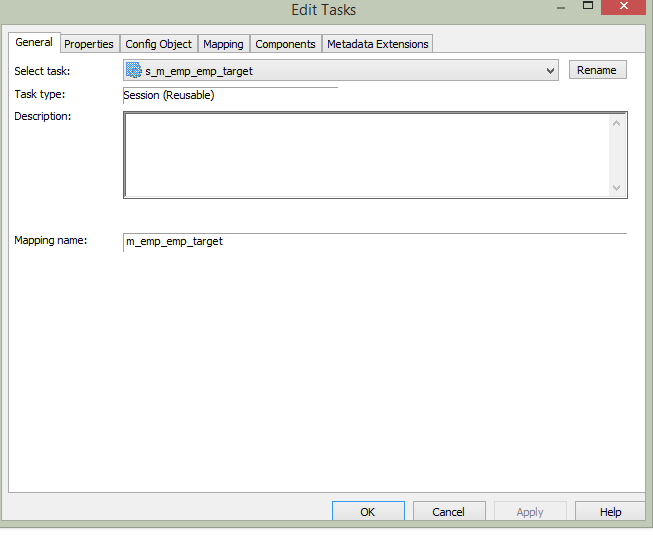 Edit Tasks
General Properties Config Object Mapping Components Metadata Extensions
Select task: s_m_emp_emp_target Rename
Task type: Session (Reusable)
Description:
Mapping name: m_emp_emp_target
OK Cancel Apply Help